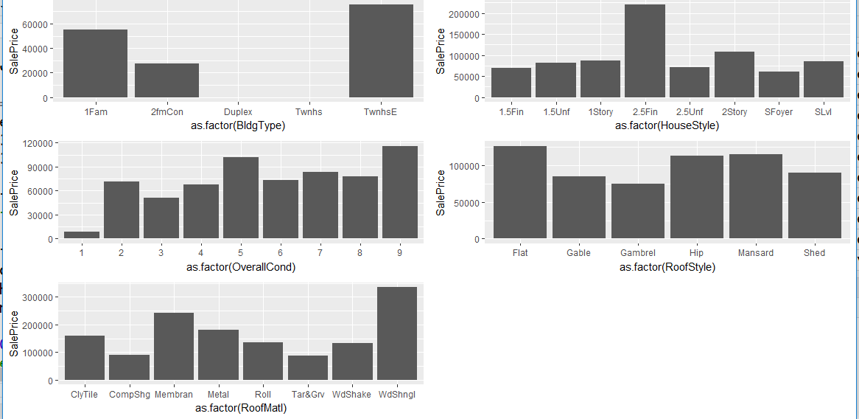 SalePrice
60000
40000
20000
0
1Fam 2fmCon Duplex Twnhs TwnhsE
as.factor(BldgType)
SalePrice
200000
150000
100000
50000
0
1.5Fin 1.5Unf 1Story 2.5Fin 2.5Unf 2Story SFoyer SLvl
as.factor(HouseStyle)
SalePrice
120000
90000
60000
30000
0
1 2 3 4 5 6 7 8 9
as.factor(OverallCond)
SalePrice
100000
50000
0
Flat Gable Gambrel Hip Mansard Shed
as.factor(RoofStyle)
SalePrice
300000
200000
100000
0
ClyTile CompShg Membran Metal Roll Tar&Grv WdShake WdShngl
as.factor(RoofMatl)